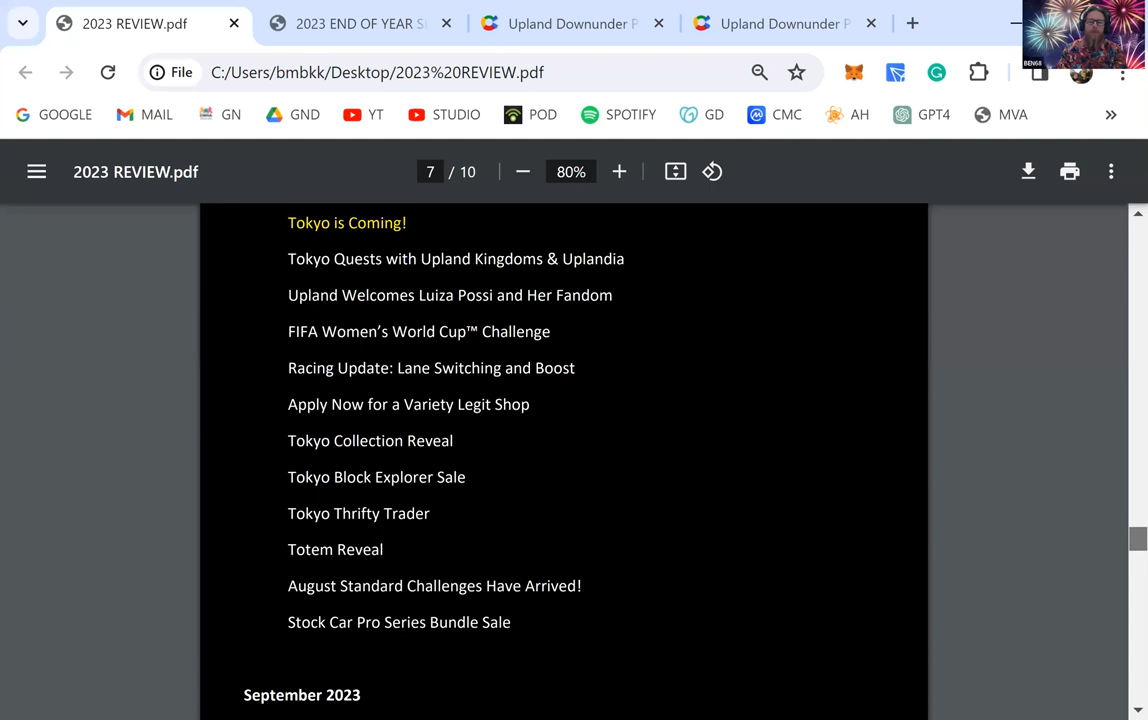 2023 REVIEW.pdf
2023 END OF YEAR S
Upland Downunder P
Upland Downunder P
File
C:/Users/bmbkk/Desktop/2023%20REVIEW.pdf
BEN68
GOOGLE
MAIL
GN
GND
YT
STUDIO
POD
SPOTIFY
GD
CMC
AH
GPT4
MVA
2023 REVIEW.pdf
7 / 10
80%
Tokyo is Coming!
Tokyo Quests with Upland Kingdoms & Uplandia
Upland Welcomes Luiza Possi and Her Fandom
FIFA Women’s World Cup™ Challenge
Racing Update: Lane Switching and Boost
Apply Now for a Variety Legit Shop
Tokyo Collection Reveal
Tokyo Block Explorer Sale
Tokyo Thrifty Trader
Totem Reveal
August Standard Challenges Have Arrived!
Stock Car Pro Series Bundle Sale
September 2023